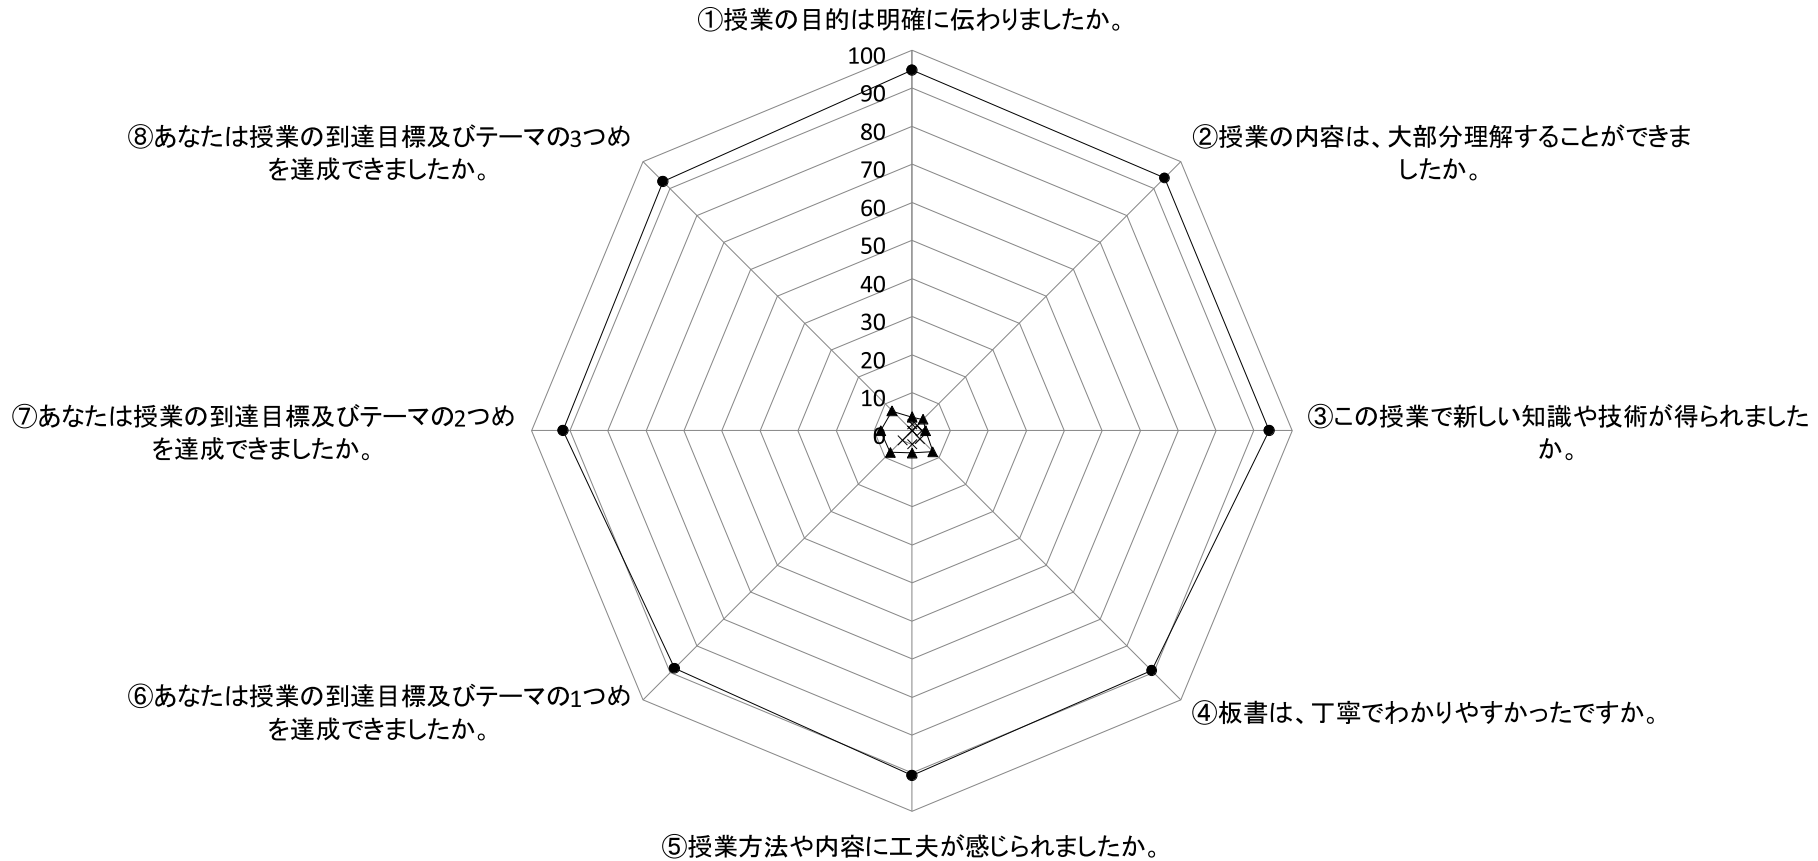 ①授業の目的は明確に伝わりましたか。
100
90
80
70
60
50
40
30
20
10
0
②授業の内容は、大部分理解することができま
したか。
③この授業で新しい知識や技術が得られました
か。
④板書は、丁寧でわかりやすかったですか。
⑤授業方法や内容に工夫が感じられましたか。
⑥あなたは授業の到達目標及びテーマの1つめ
を達成できましたか。
⑦あなたは授業の到達目標及びテーマの2つめ
を達成できましたか。
⑧あなたは授業の到達目標及びテーマの3つめ
を達成できましたか。